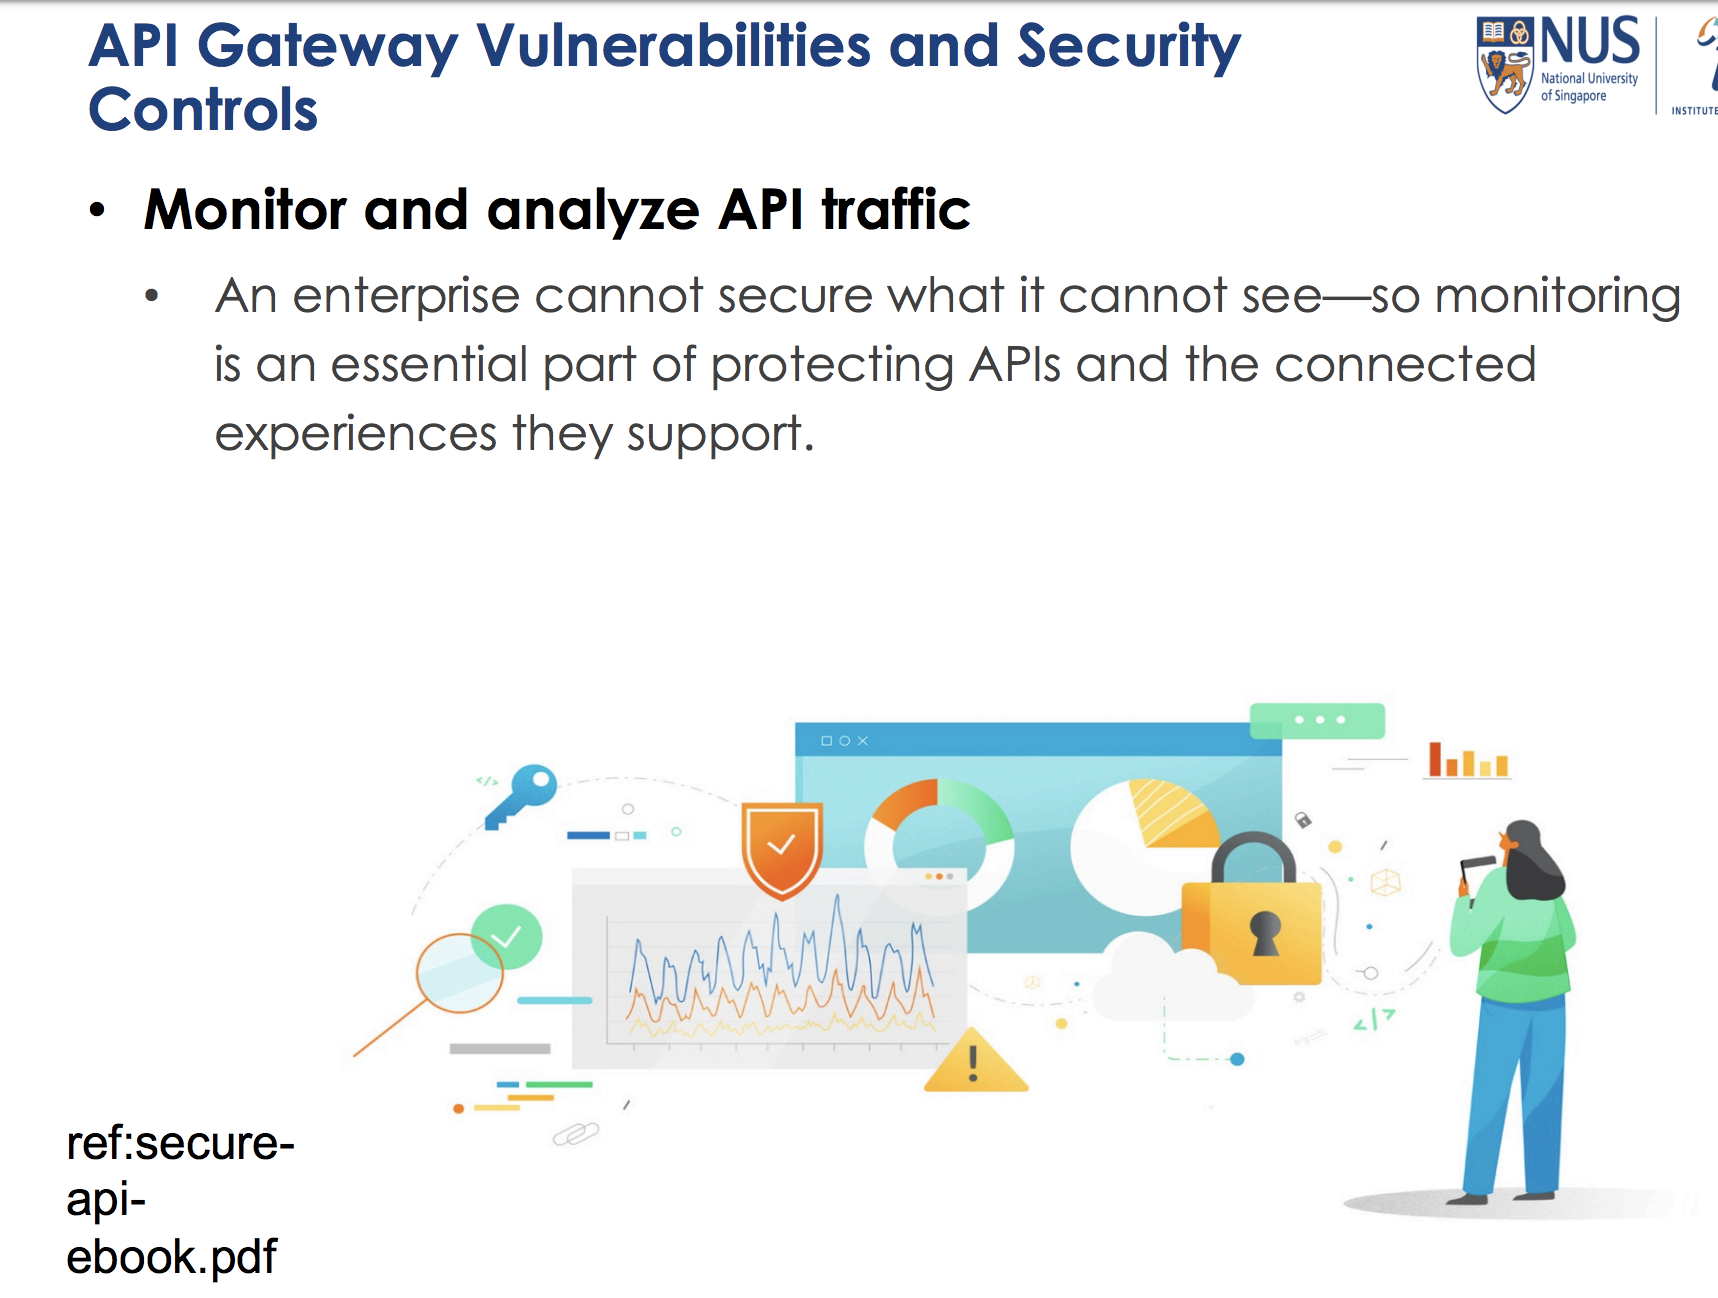 API Gateway Vulnerabilities and Security
Controls
NUS
National University
of Singapore
INSTITUTE
• Monitor and analyze API traffic
• An enterprise cannot secure what it cannot see—so monitoring
is an essential part of protecting APIs and the connected
experiences they support.
</>
</>
ref:secure-
api-
ebook.pdf